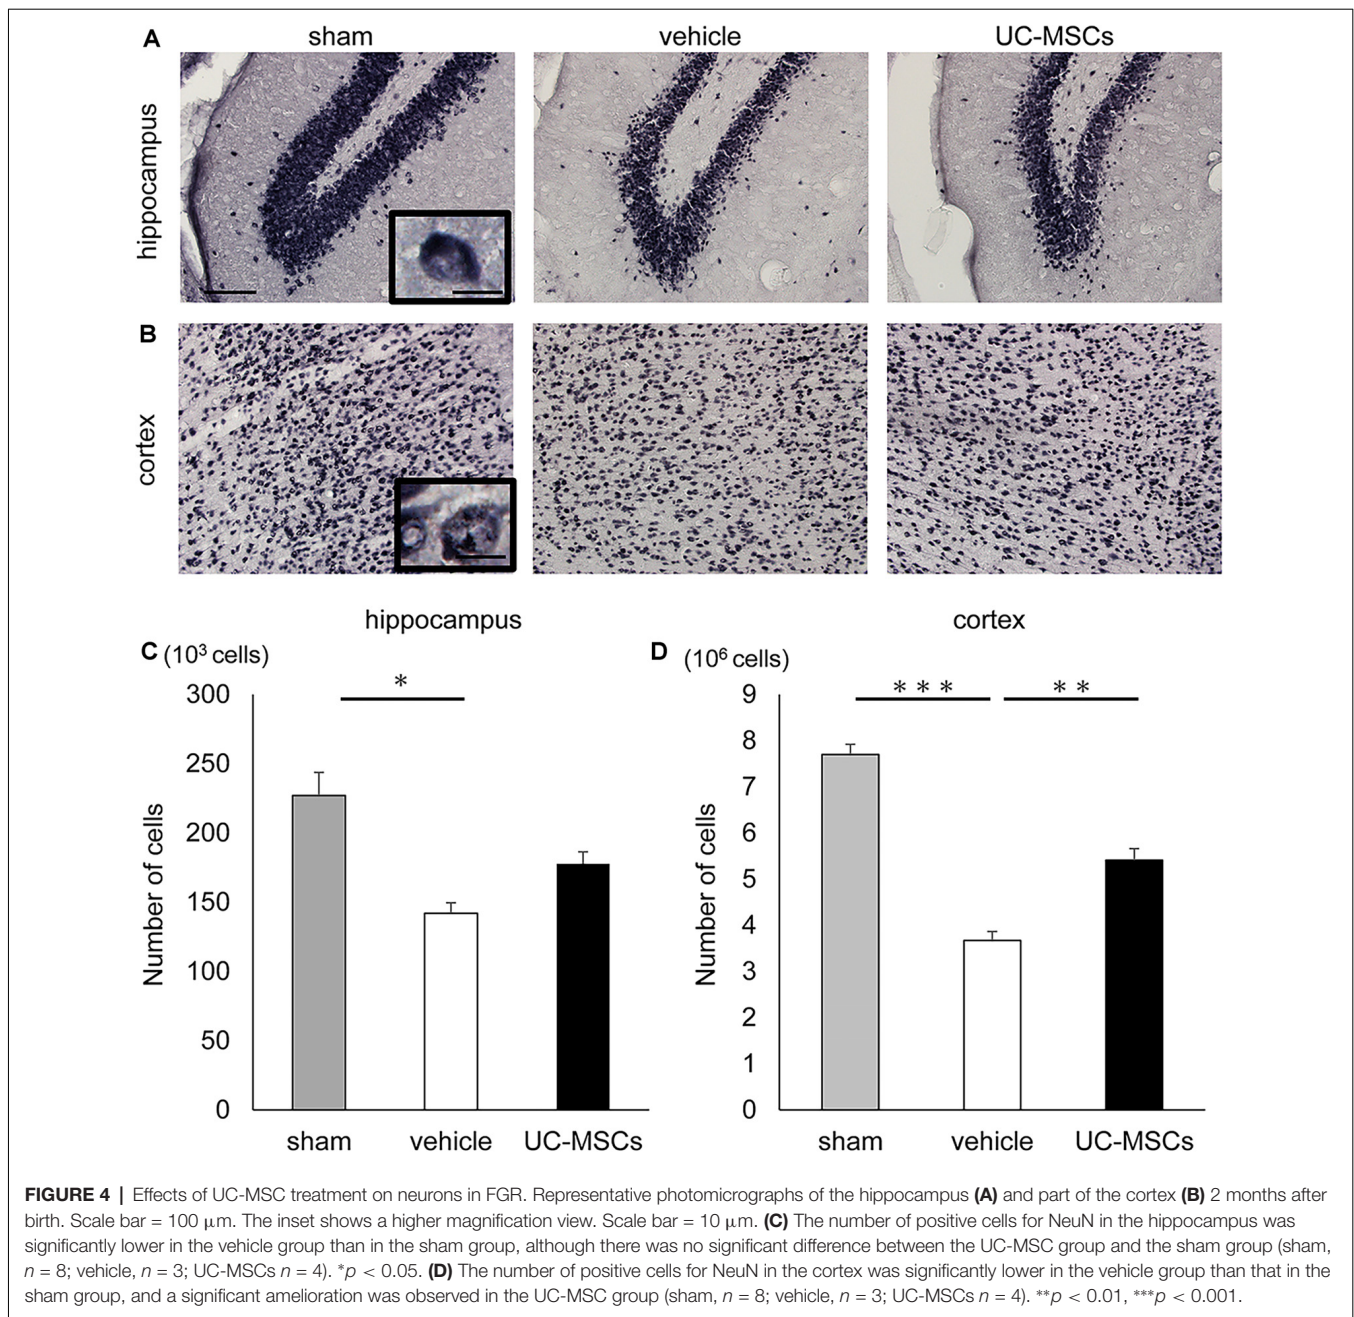 A sham vehicle UC-MSCs
hippocampus
B
cortex
hippocampus cortex
C (10³ cells) D (10⁶ cells)
* *** **
Number of cells
300
250
200
150
100
50
0
sham vehicle UC-MSCs
Number of cells
9
8
7
6
5
4
3
2
1
0
sham vehicle UC-MSCs
FIGURE 4 | Effects of UC-MSC treatment on neurons in FGR. Representative photomicrographs of the hippocampus (A) and part of the cortex (B) 2 months after
birth. Scale bar = 100 μm. The inset shows a higher magnification view. Scale bar = 10 μm. (C) The number of positive cells for NeuN in the hippocampus was
significantly lower in the vehicle group than in the sham group, although there was no significant difference between the UC-MSC group and the sham group (sham,
n = 8; vehicle, n = 3; UC-MSCs n = 4). *p < 0.05. (D) The number of positive cells for NeuN in the cortex was significantly lower in the vehicle group than that in the
sham group, and a significant amelioration was observed in the UC-MSC group (sham, n = 8; vehicle, n = 3; UC-MSCs n = 4). **p < 0.01, ***p < 0.001.